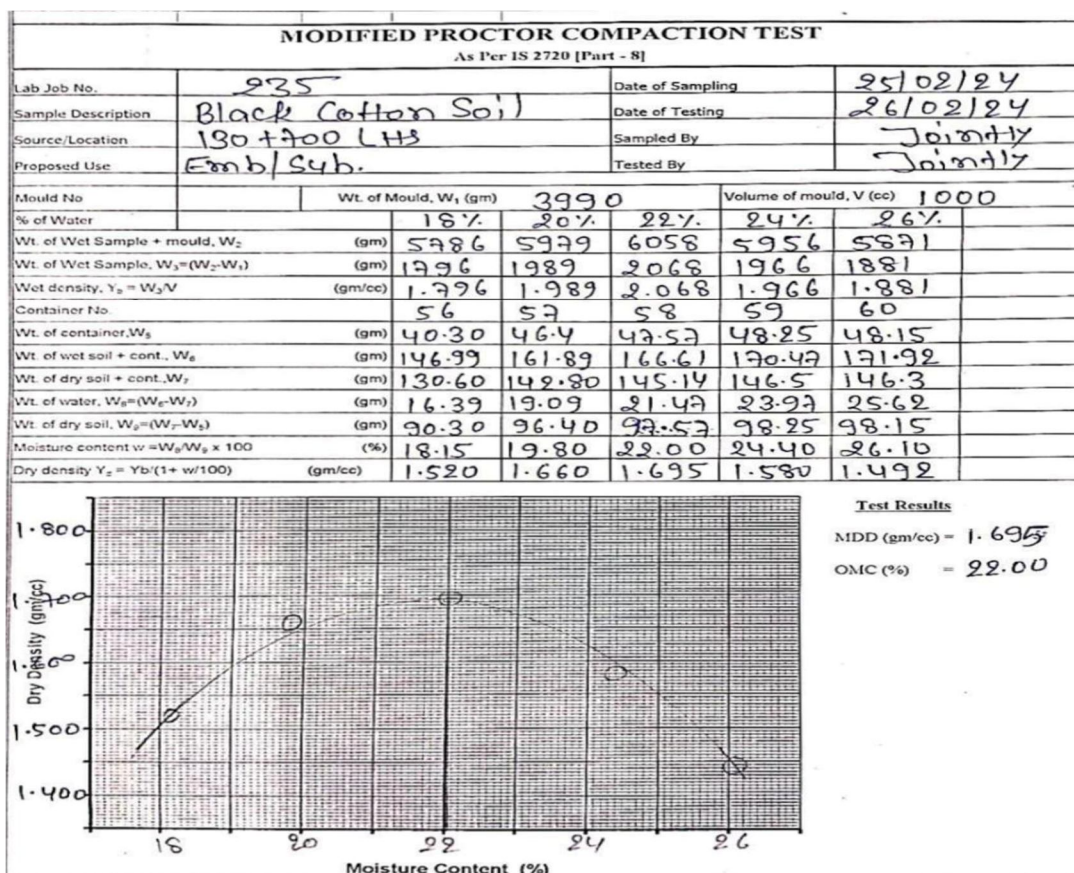 MODIFIED PROCTOR COMPACTION TEST
As Per IS 2720 [Part - 8]
Lab Job No. 235 Date of Sampling 25/02/24
Sample Description Black Cotton Soil Date of Testing 26/02/24
Source/Location 130+700 LHS Sampled By Jointly
Proposed Use Emb/Sub. Tested By Jointly
Mould No Wt. of Mould, W₁ (gm) 3990 Volume of mould, V (cc) 1000
% of Water 18% 20% 22% 24% 26%
Wt. of Wet Sample + mould, W₂ (gm) 5786 5979 6058 5956 5871
Wt. of Wet Sample, W₃=(W₂-W₁) (gm) 1796 1989 2068 1966 1881
Wet density, Yb = W₃/V (gm/cc) 1.796 1.989 2.068 1.966 1.881
Container No. 56 57 58 59 60
Wt. of container,W₅ (gm) 40.30 46.4 47.57 48.25 48.15
Wt. of wet soil + cont., W₆ (gm) 146.99 161.89 166.61 170.47 171.92
Wt. of dry soil + cont.,W₇ (gm) 130.60 142.80 145.14 146.5 146.3
Wt. of water, W₈=(W₆-W₇) (gm) 16.39 19.09 21.47 23.97 25.62
Wt. of dry soil, W₉=(W₇-W₅) (gm) 90.30 96.40 97.57 98.25 98.15
Moisture content w =W₈/W₉ x 100 (%) 18.15 19.80 22.00 24.40 26.10
Dry density = Yb/(1+ w/100) (gm/cc) 1.520 1.660 1.695 1.580 1.492
Test Results
MDD (gm/cc) = 1.695
OMC (%) = 22.00
Dry Density (gm/cc)
1.800
1.700
1.600
1.500
1.400
18 20 22 24 26
Moisture Content (%)